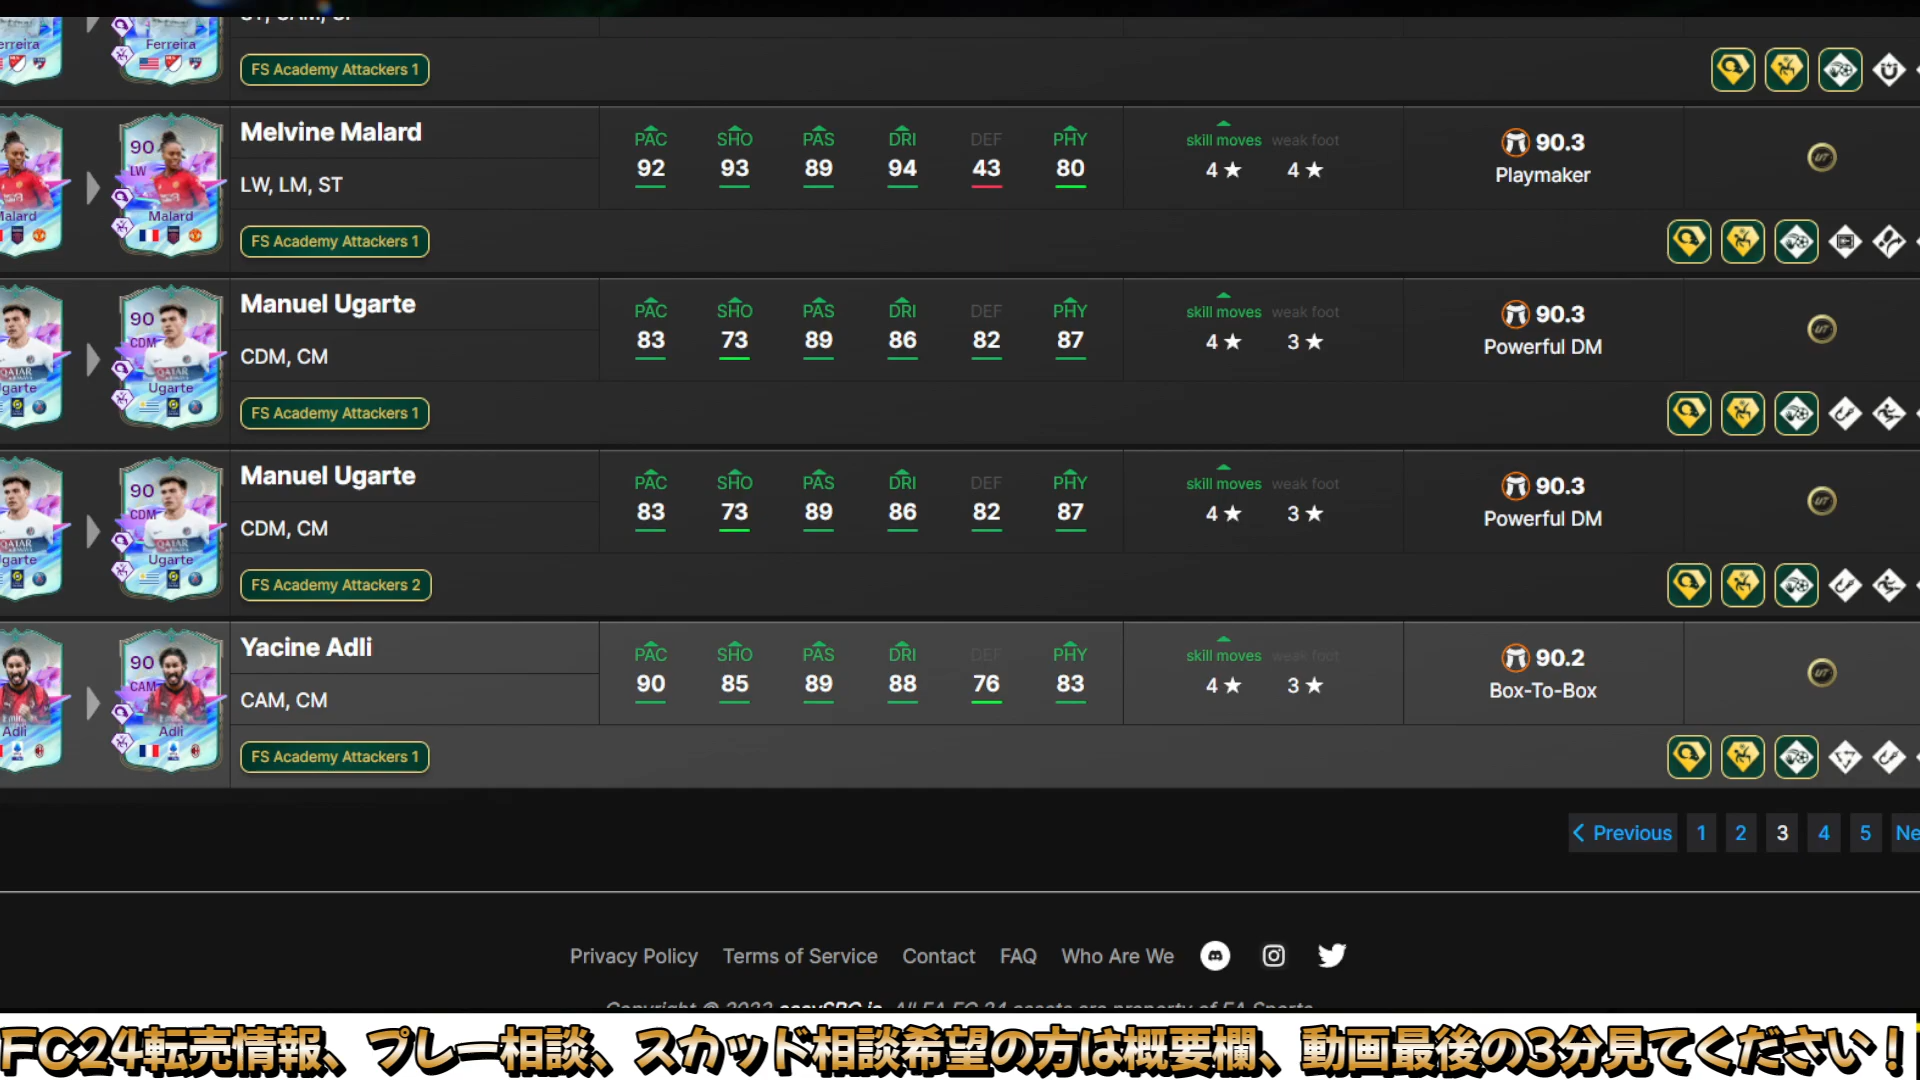 Ferreira
FS Academy Attackers 1
Melvine Malard
LW, LM, ST
90
LW
Malard
PAC SHO PAS DRI DEF PHY
92 93 89 94 43 80
skill moves weak foot
4 ★ 4 ★
90.3
Playmaker
FS Academy Attackers 1
Manuel Ugarte
CDM, CM
90
CDM
Ugarte
PAC SHO PAS DRI DEF PHY
83 73 89 86 82 87
skill moves weak foot
4 ★ 3 ★
90.3
Powerful DM
FS Academy Attackers 1
Manuel Ugarte
CDM, CM
90
CDM
Ugarte
PAC SHO PAS DRI DEF PHY
83 73 89 86 82 87
skill moves weak foot
4 ★ 3 ★
90.3
Powerful DM
FS Academy Attackers 2
Yacine Adli
CAM, CM
90
CAM
Adli
PAC SHO PAS DRI DEF PHY
90 85 89 88 76 83
skill moves weak foot
4 ★ 3 ★
90.2
Box-To-Box
FS Academy Attackers 1
Previous 1 2 3 4 5 Ne
Privacy Policy Terms of Service Contact FAQ Who Are We
FC24転売情報、プレー相談、スカッド相談希望の方は概要欄、動画最後の3分見てください！